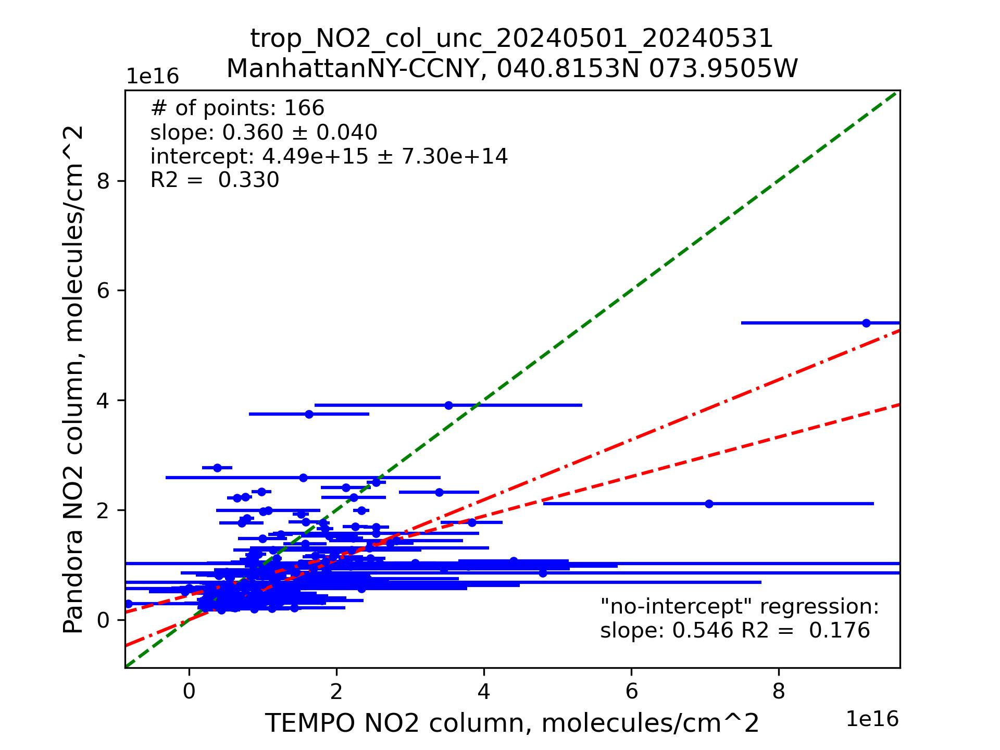 trop_NO2_col_unc_20240501_20240531
ManhattanNY-CCNY, 040.8153N 073.9505W
1e16
# of points: 166
slope: 0.360 ± 0.040
intercept: 4.49e+15 ± 7.30e+14
R2 =  0.330
Pandora NO2 column, molecules/cm^2
8
6
4
2
0
"no-intercept" regression:
slope: 0.546 R2 =  0.176
0 2 4 6 8
1e16
TEMPO NO2 column, molecules/cm^2